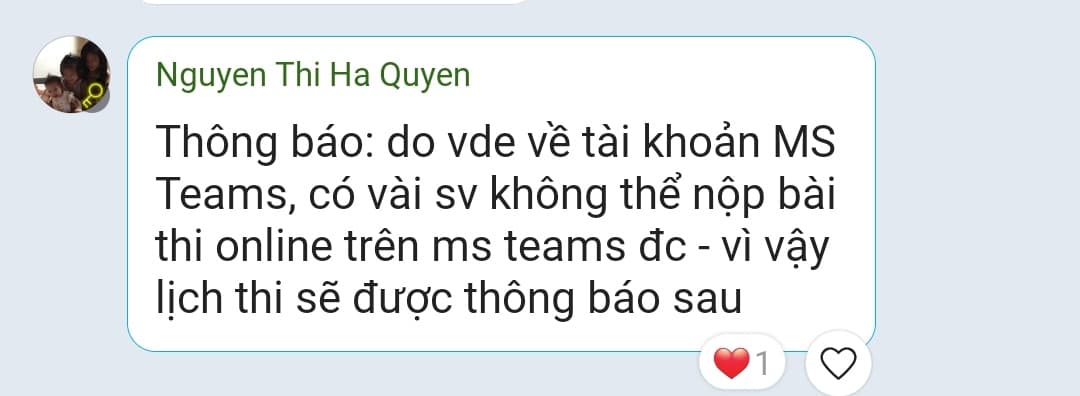 Nguyen Thi Ha Quyen
Thông báo: do vde về tài khoản MS
Teams, có vài sv không thể nộp bài
thi online trên ms teams đc - vì vậy
lịch thi sẽ được thông báo sau
1